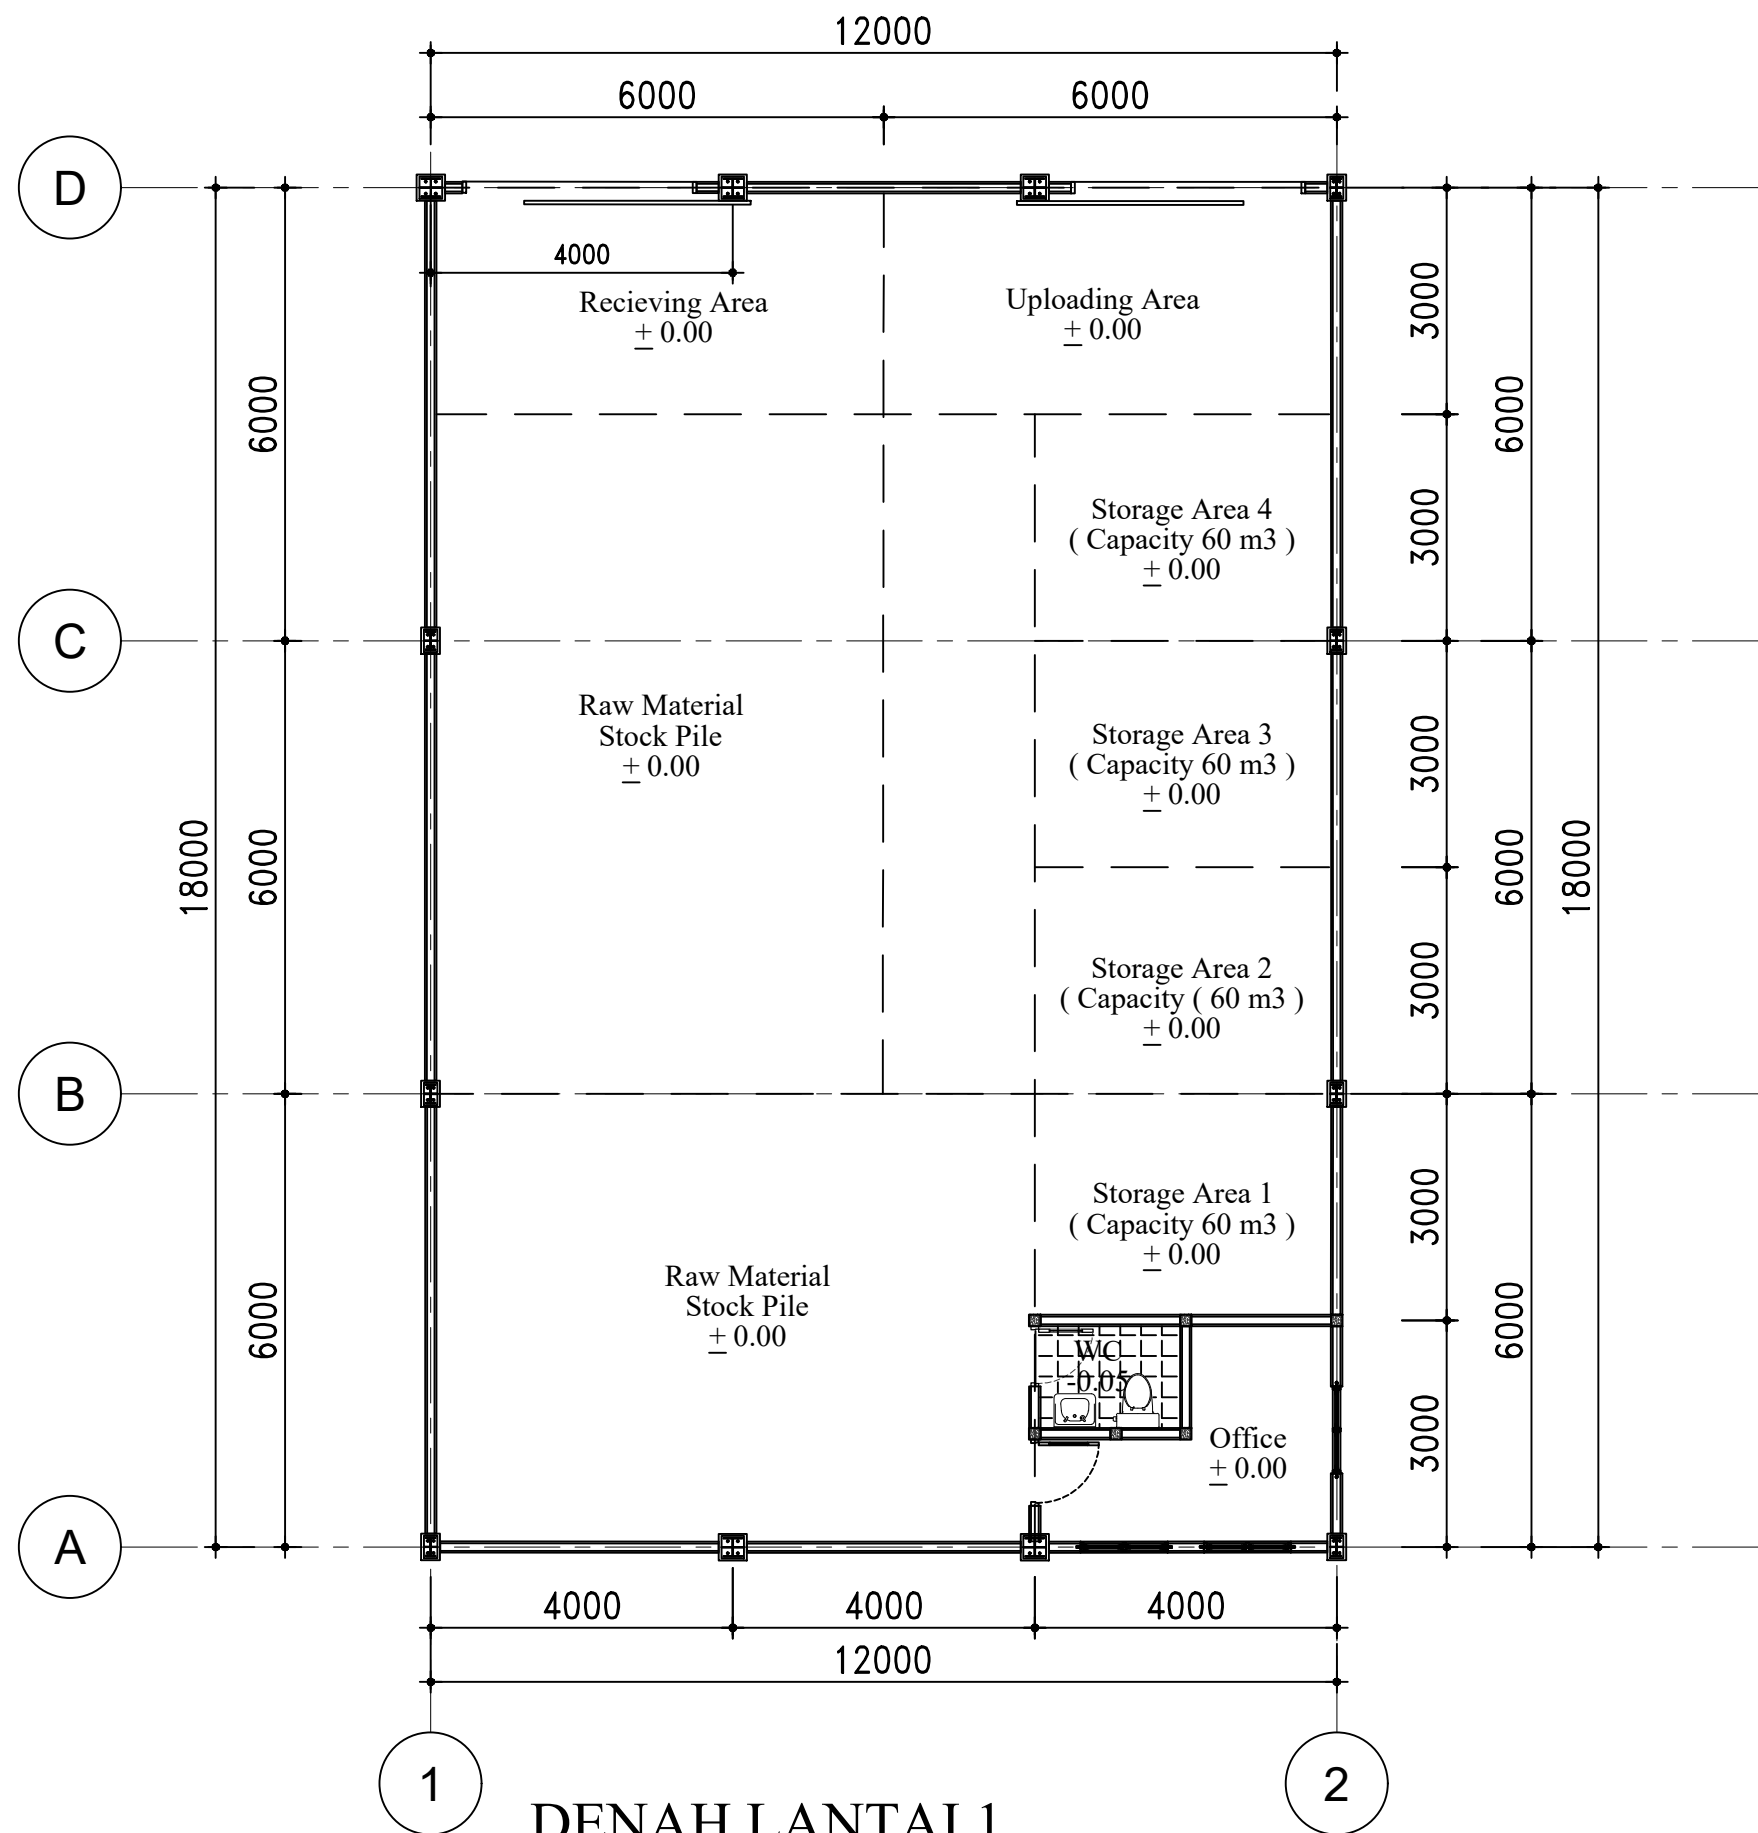 12000
6000 6000
D
4000
Recieving Area
± 0.00
Uploading Area
± 0.00
3000
6000
6000
Storage Area 4
( Capacity 60 m3 )
± 0.00
3000
C
Raw Material
Stock Pile
± 0.00
Storage Area 3
( Capacity 60 m3 )
± 0.00
3000
18000
6000
6000
18000
Storage Area 2
( Capacity ( 60 m3 )
± 0.00
3000
B
Storage Area 1
( Capacity 60 m3 )
± 0.00
3000
Raw Material
Stock Pile
± 0.00
6000
6000
WC
-0.05
Office
± 0.00
3000
A
4000 4000 4000
12000
1 2
DENAH LANTAI 1